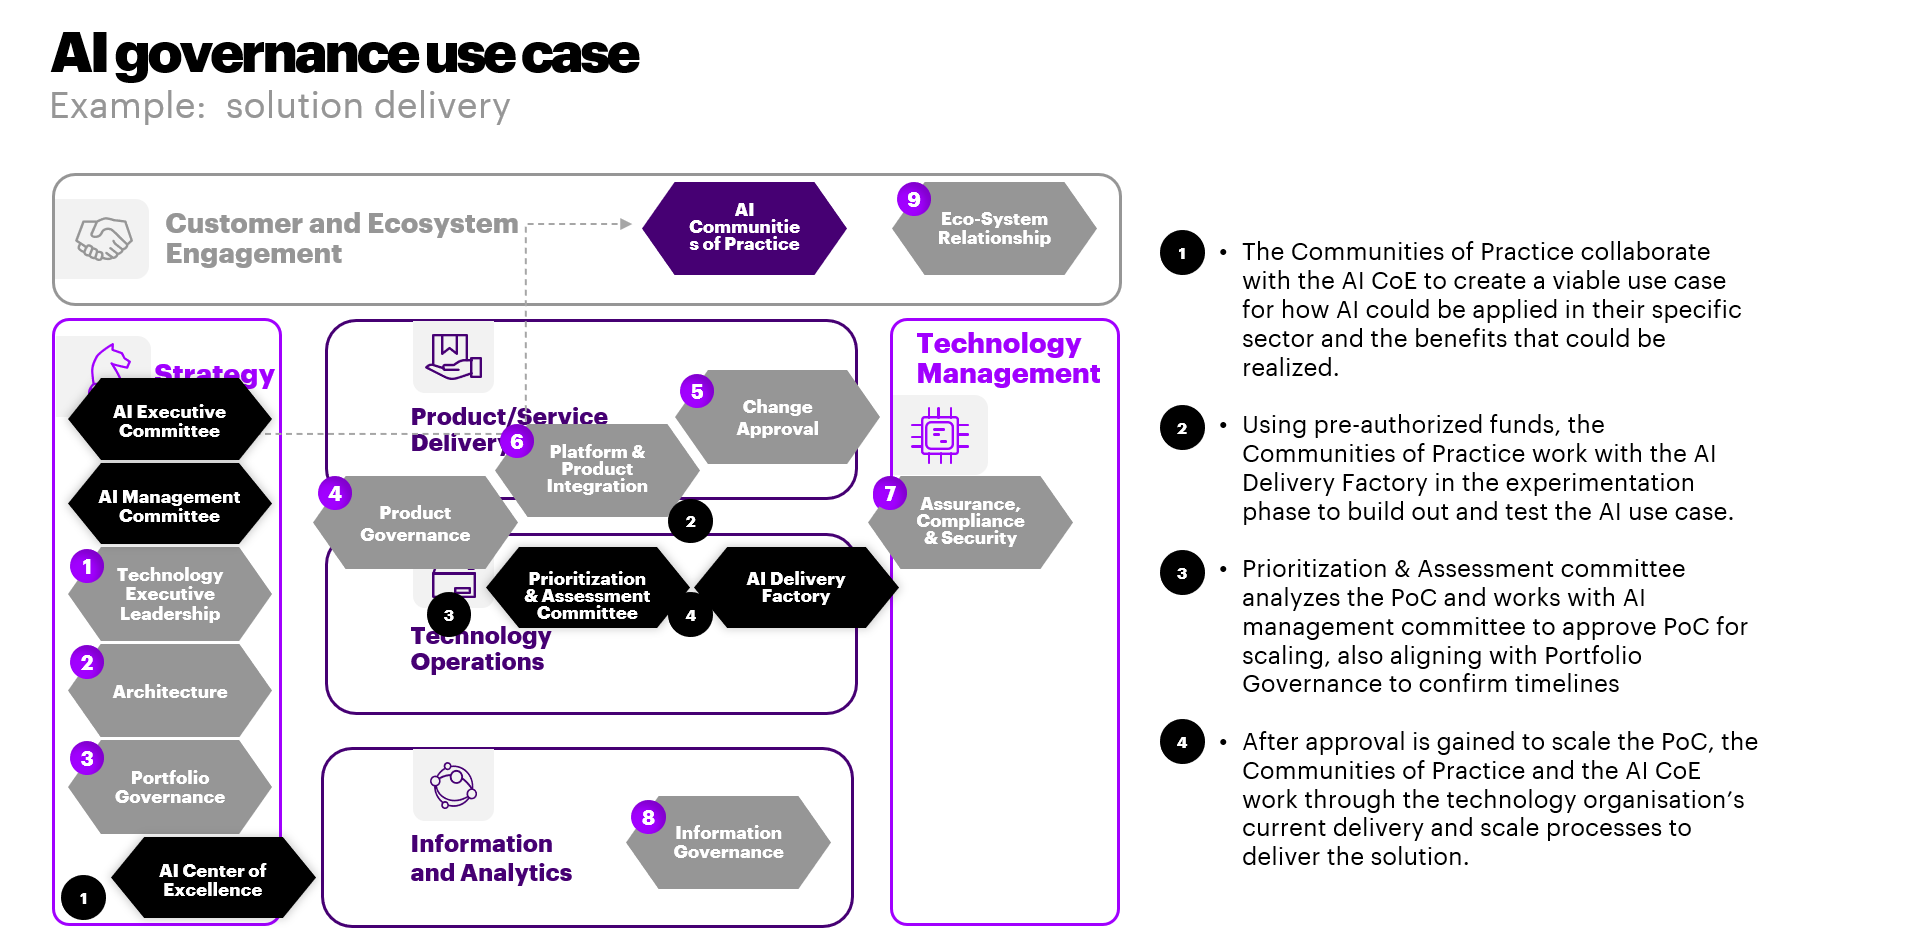 AI governance use case
Example:  solution delivery
Customer and Ecosystem
Engagement
AI
Communitie
s of Practice
9
Eco-System
Relationship
Strategy
AI Executive
Committee
AI Management
Committee
1
Technology
Executive
Leadership
2
Architecture
3
Portfolio
Governance
AI Center of
Excellence
1
Product/Service
Delivery
5
Change
Approval
6
Platform &
Product
Integration
4
Product
Governance
2
Prioritization
& Assessment
Committee
3
4
AI Delivery
Factory
Technology
Operations
8
Information
Governance
Information
and Analytics
Technology
Management
7
Assurance,
Compliance
& Security
1
• The Communities of Practice collaborate
with the AI CoE to create a viable use case
for how AI could be applied in their specific
sector and the benefits that could be
realized.
2
• Using pre-authorized funds, the
Communities of Practice work with the AI
Delivery Factory in the experimentation
phase to build out and test the AI use case.
3
• Prioritization & Assessment committee
analyzes the PoC and works with AI
management committee to approve PoC for
scaling, also aligning with Portfolio
Governance to confirm timelines
4
• After approval is gained to scale the PoC, the
Communities of Practice and the AI CoE
work through the technology organisation’s
current delivery and scale processes to
deliver the solution.